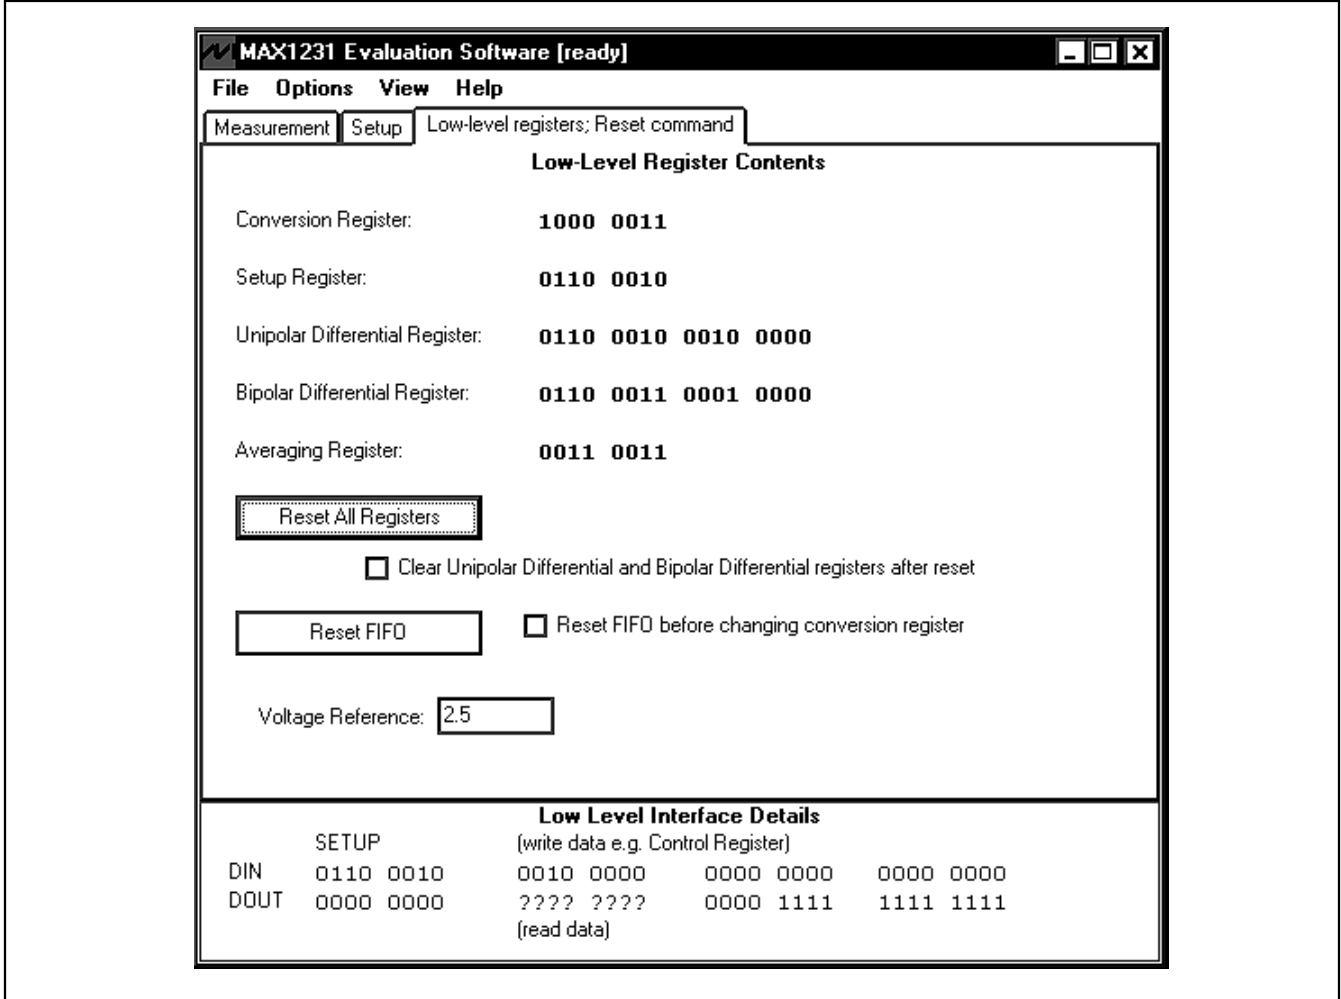 MAX1231 Evaluation Software [ready]
File Options View Help
Measurement Setup Low-level registers; Reset command
Low-Level Register Contents
Conversion Register: 1000 0011
Setup Register: 0110 0010
Unipolar Differential Register: 0110 0010 0010 0000
Bipolar Differential Register: 0110 0011 0001 0000
Averaging Register: 0011 0011
Reset All Registers
Clear Unipolar Differential and Bipolar Differential registers after reset
Reset FIFO Reset FIFO before changing conversion register
Voltage Reference: 2.5
Low Level Interface Details
SETUP (write data e.g. Control Register)
DIN 0110 0010 0010 0000 0000 0000 0000 0000
DOUT 0000 0000 ???? ???? 0000 1111 1111 1111
(read data)